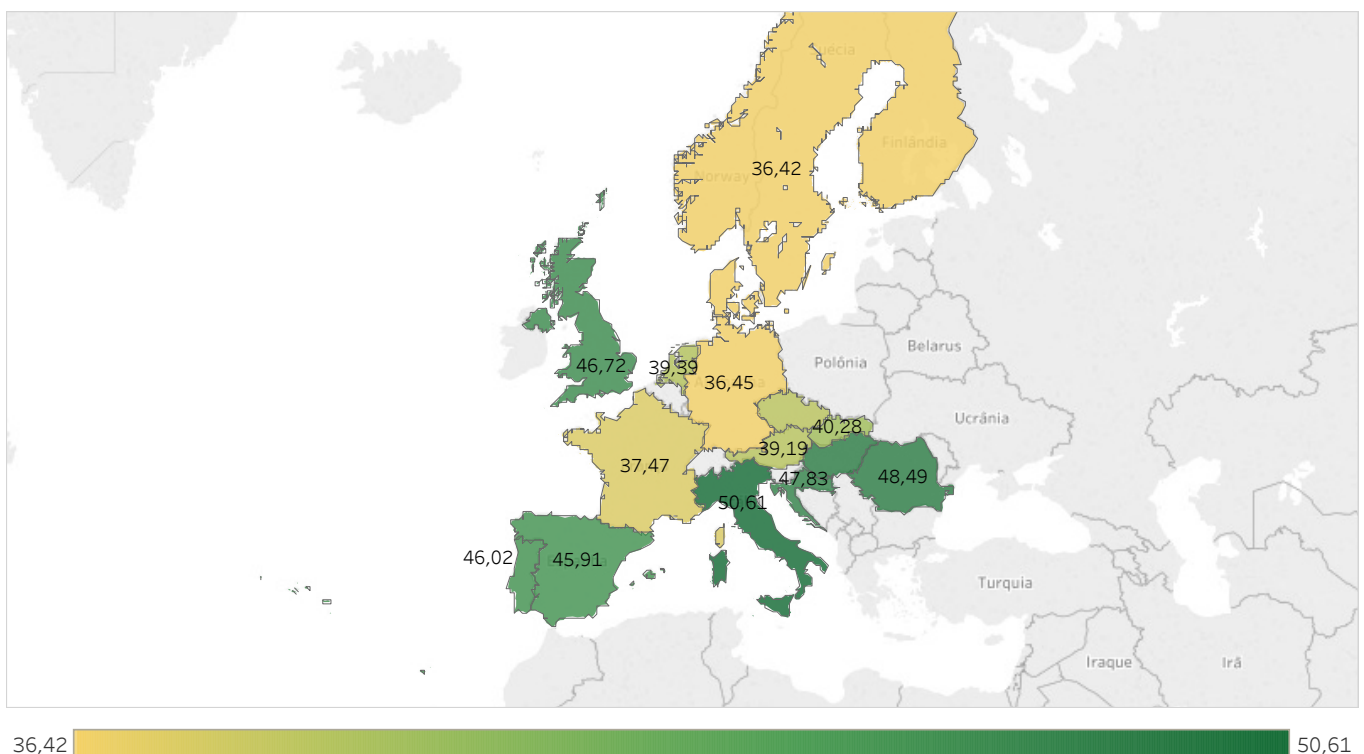 Suécia
Finlândia
Norway
36,42
Belarus
46,72
39,39
36,45
Polónia
Ucrânia
40,28
39,19
37,47
47,83
48,49
50,61
46,02
45,91
Turquia
Iraque
Irã
36,42
50,61